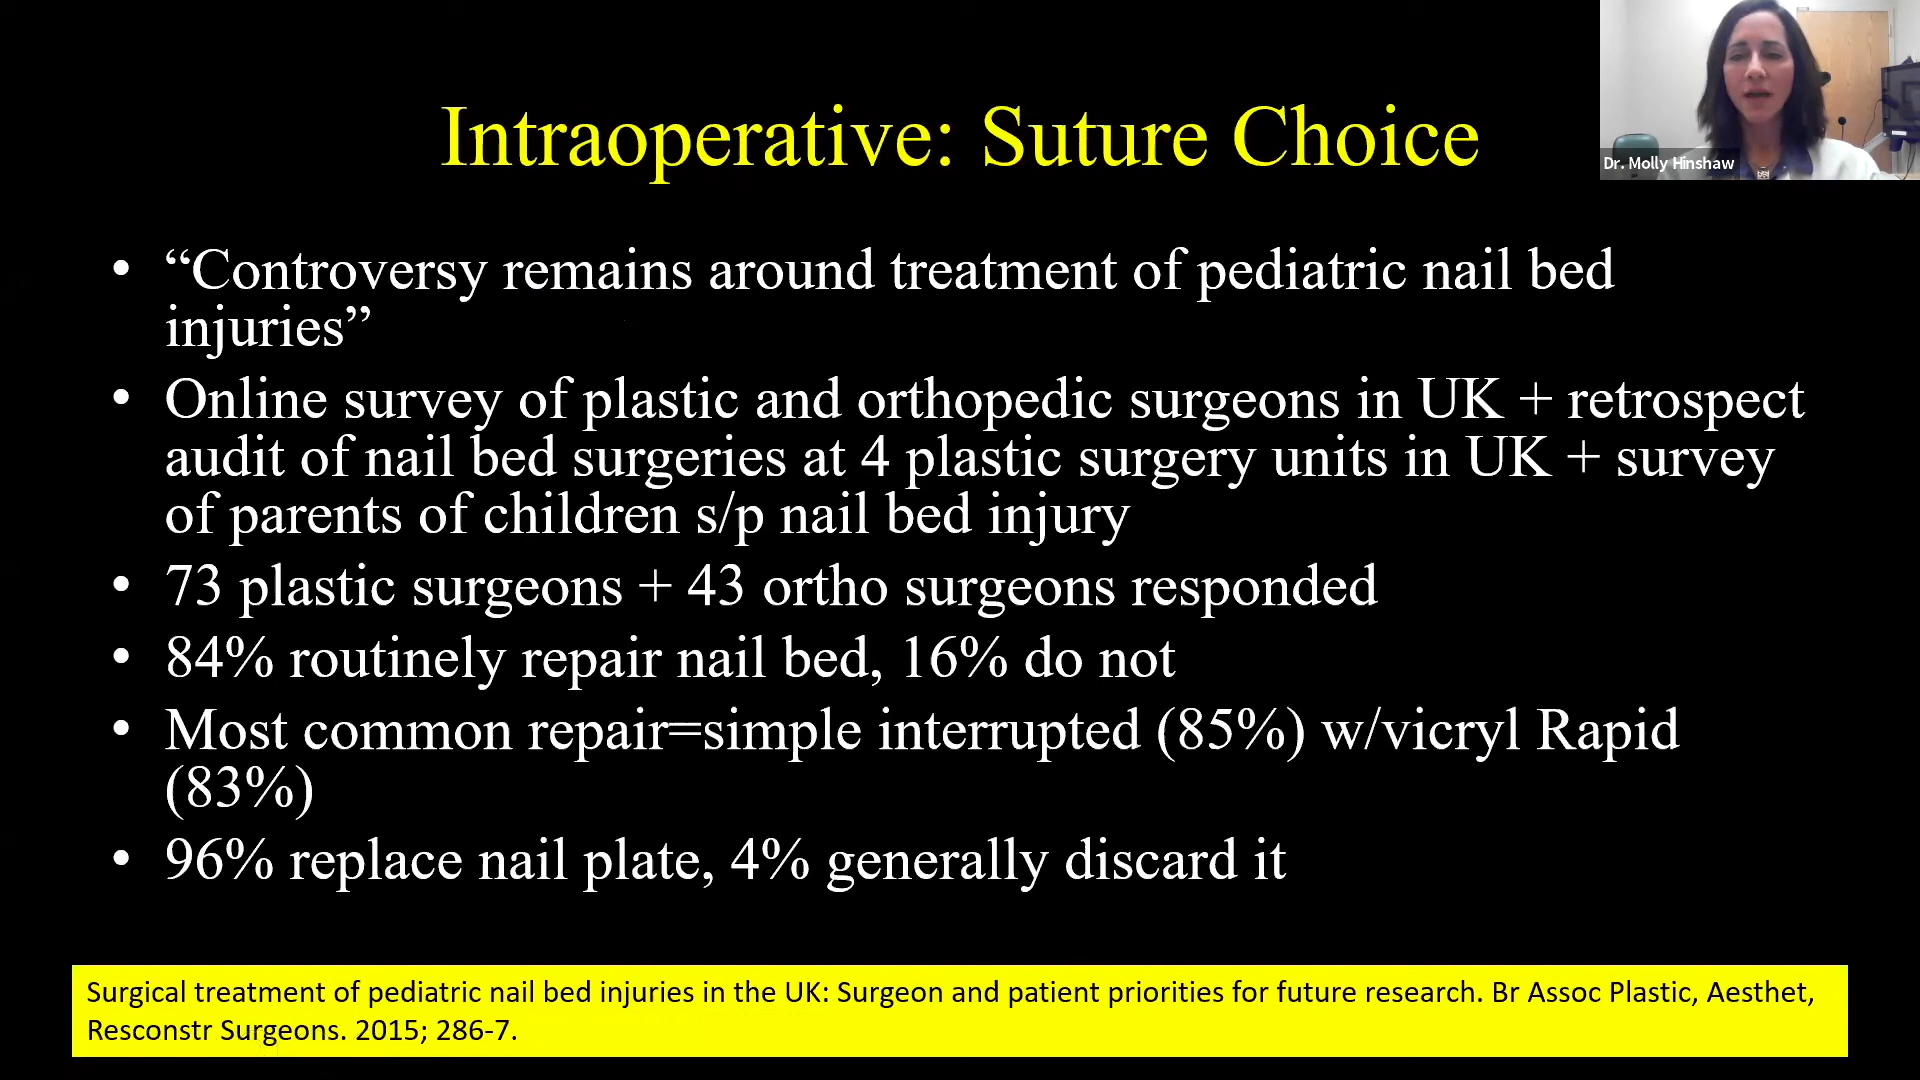 Intraoperative: Suture Choice
Dr. Molly Hinshaw
• “Controversy remains around treatment of pediatric nail bed
injuries”
• Online survey of plastic and orthopedic surgeons in UK + retrospect
audit of nail bed surgeries at 4 plastic surgery units in UK + survey
of parents of children s/p nail bed injury
• 73 plastic surgeons + 43 ortho surgeons responded
• 84% routinely repair nail bed, 16% do not
• Most common repair=simple interrupted (85%) w/vicryl Rapid
(83%)
• 96% replace nail plate, 4% generally discard it
Surgical treatment of pediatric nail bed injuries in the UK: Surgeon and patient priorities for future research. Br Assoc Plastic, Aesthet,
Resconstr Surgeons. 2015; 286-7.